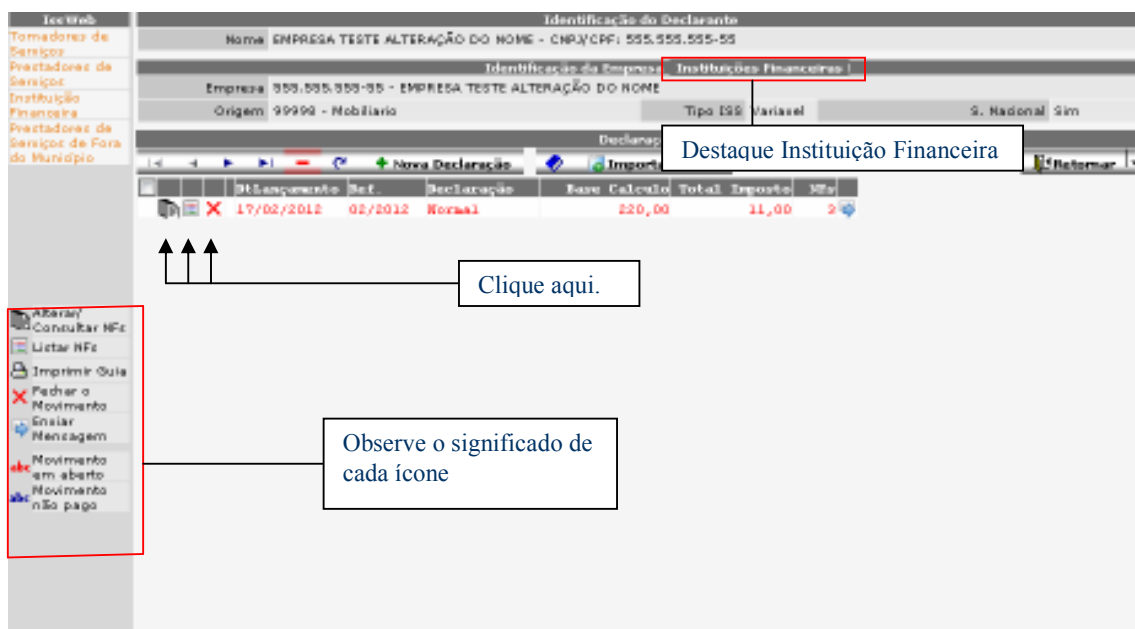 IssWeb
Tomadores de
Serviços
Prestadores de
Serviços
Instituição
Financeira
Prestadores de
Serviços de Fora
do Município
Identificação do Declarante
Nome EMPRESA TESTE ALTERAÇÃO DO NOME - CNPJ/CPF: 555.555.555-55
Identificação da Empresa Instituições Financeiras |
Empresa 555.555.555-55 - EMPRESA TESTE ALTERAÇÃO DO NOME
Origem 99998 - Mobiliario Tipo ISS Variavel S. Nacional Sim
Destaque Instituição Financeira
Nova Declaração Retornar
DtLançamento Ref. Declaração Base Calculo Total Imposto NFs
17/02/2012 02/2012 Normal 220,00 11,00 2
Clique aqui.
Alterar/
Consultar NFs
Listar NFs
Imprimir Guia
Fechar o
Movimento
Enviar
Mensagem
abc Movimento
em aberto
abc Movimento
não pago
Observe o significado de
cada ícone